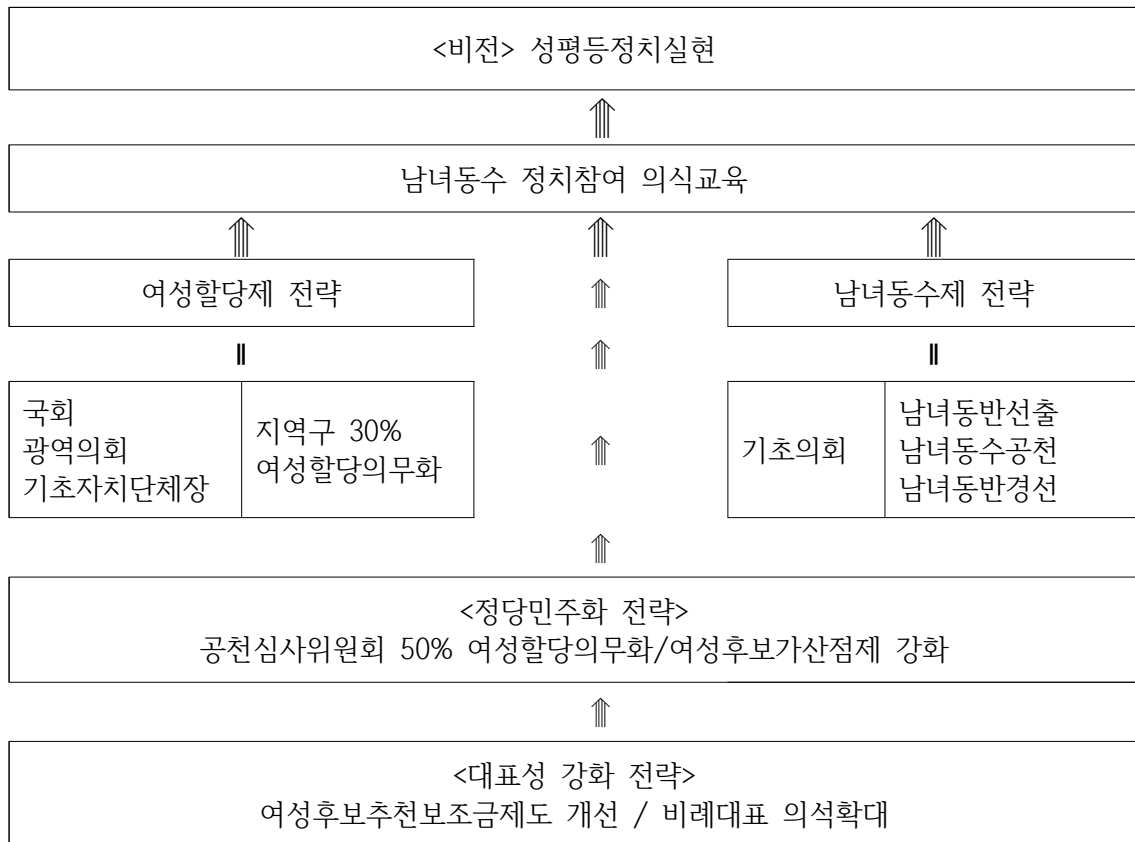 <비전> 성평등정치실현
⇑
남녀동수 정치참여 의식교육
⇑ ⇑ ⇑
여성할당제 전략
⇑
남녀동수제 전략
‖ ⇑ ‖
국회
광역의회
기초자치단체장
지역구 30%
여성할당의무화
⇑
기초의회
남녀동반선출
남녀동수공천
남녀동반경선
⇑
<정당민주화 전략>
공천심사위원회 50% 여성할당의무화/여성후보가산점제 강화
⇑
<대표성 강화 전략>
여성후보추천보조금제도 개선 / 비례대표 의석확대